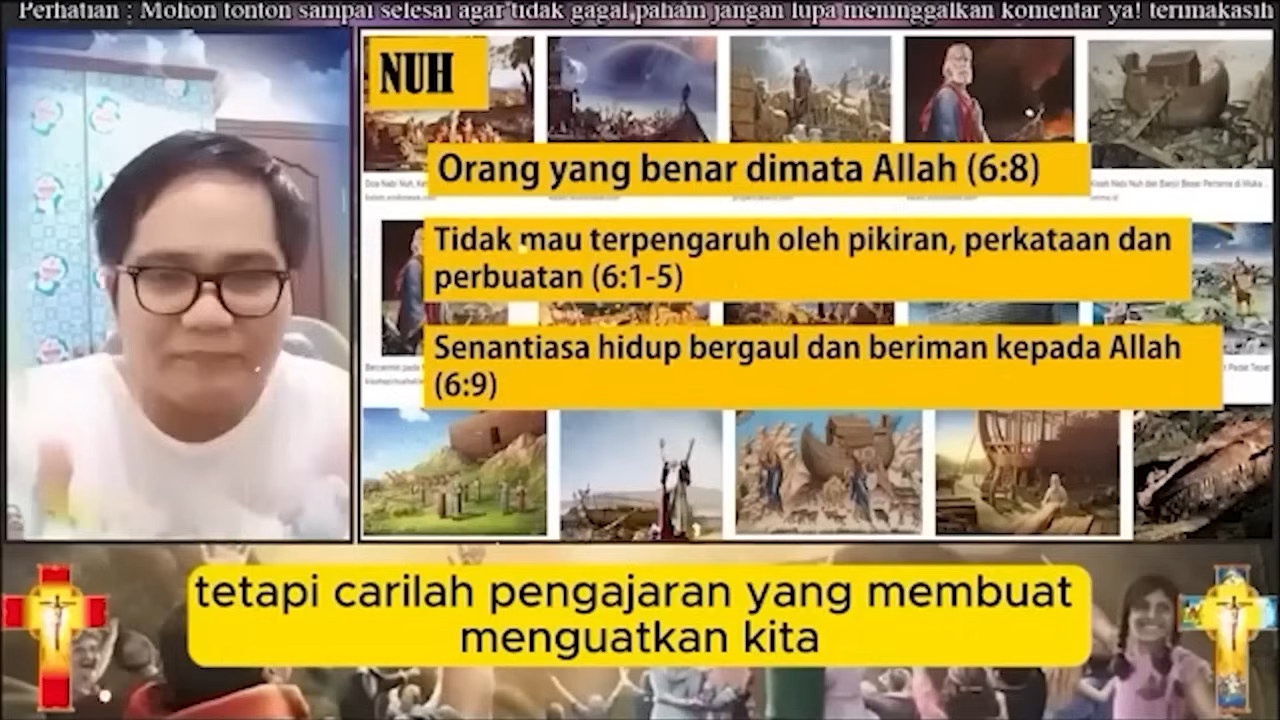 Perhatian : Mohon tonton sampai selesai agar tidak gagal paham jangan lupa meninggalkan komentar ya! terimakasih
NUH
Orang yang benar dimata Allah (6:8)
Tidak mau terpengaruh oleh pikiran, perkataan dan
perbuatan (6:1-5)
Senantiasa hidup bergaul dan beriman kepada Allah
(6:9)
tetapi carilah pengajaran yang membuat
menguatkan kita